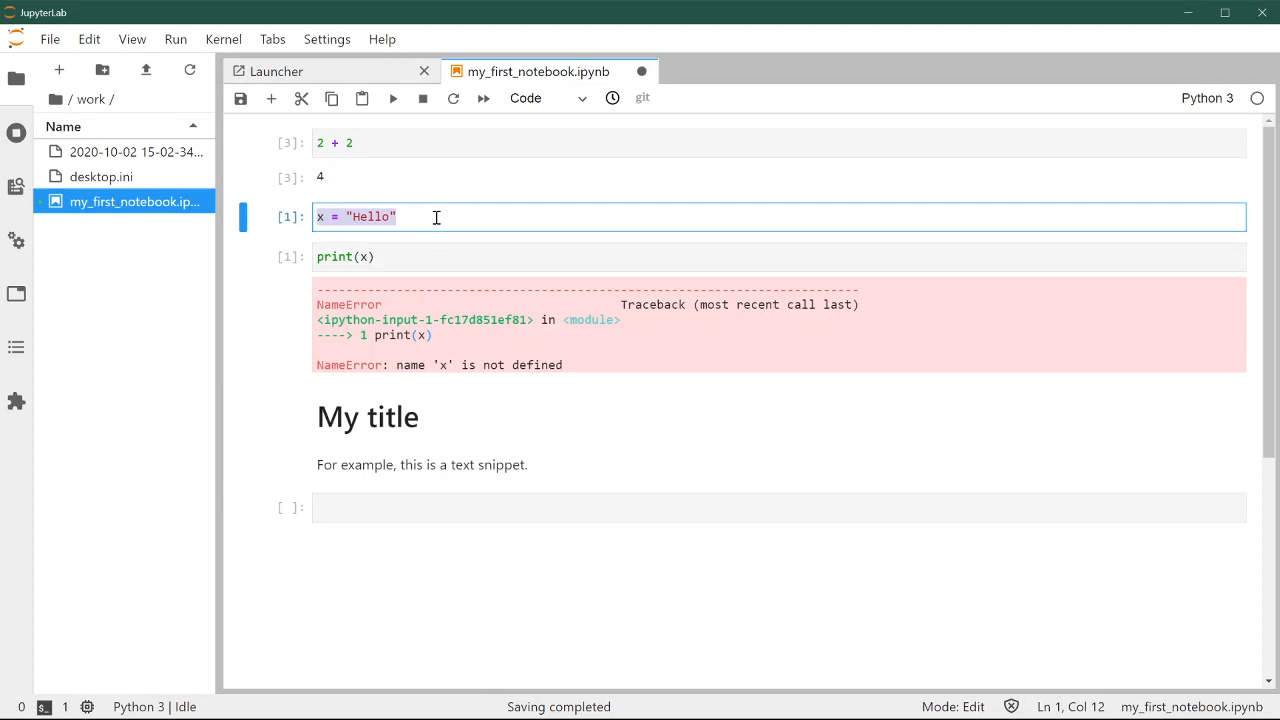 JupyterLab
File Edit View Run Kernel Tabs Settings Help
Launcher
my_first_notebook.ipynb
/ work /
Code
git
Python 3
Name
2020-10-02 15-02-34...
desktop.ini
my_first_notebook.ip...
[3]: 2 + 2
[3]: 4
[1]: x = "Hello"
[1]: print(x)
---------------------------------------------------------------------------
NameError Traceback (most recent call last)
<ipython-input-1-fc17d851ef81> in <module>
----> 1 print(x)
NameError: name 'x' is not defined
My title
For example, this is a text snippet.
[ ]:
0 $_ 1 Python 3 | Idle Saving completed Mode: Edit Ln 1, Col 12 my_first_notebook.ipynb